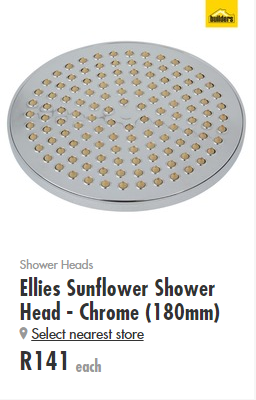 builders
Shower Heads
Ellies Sunflower Shower
Head - Chrome (180mm)
Select nearest store
R141 each